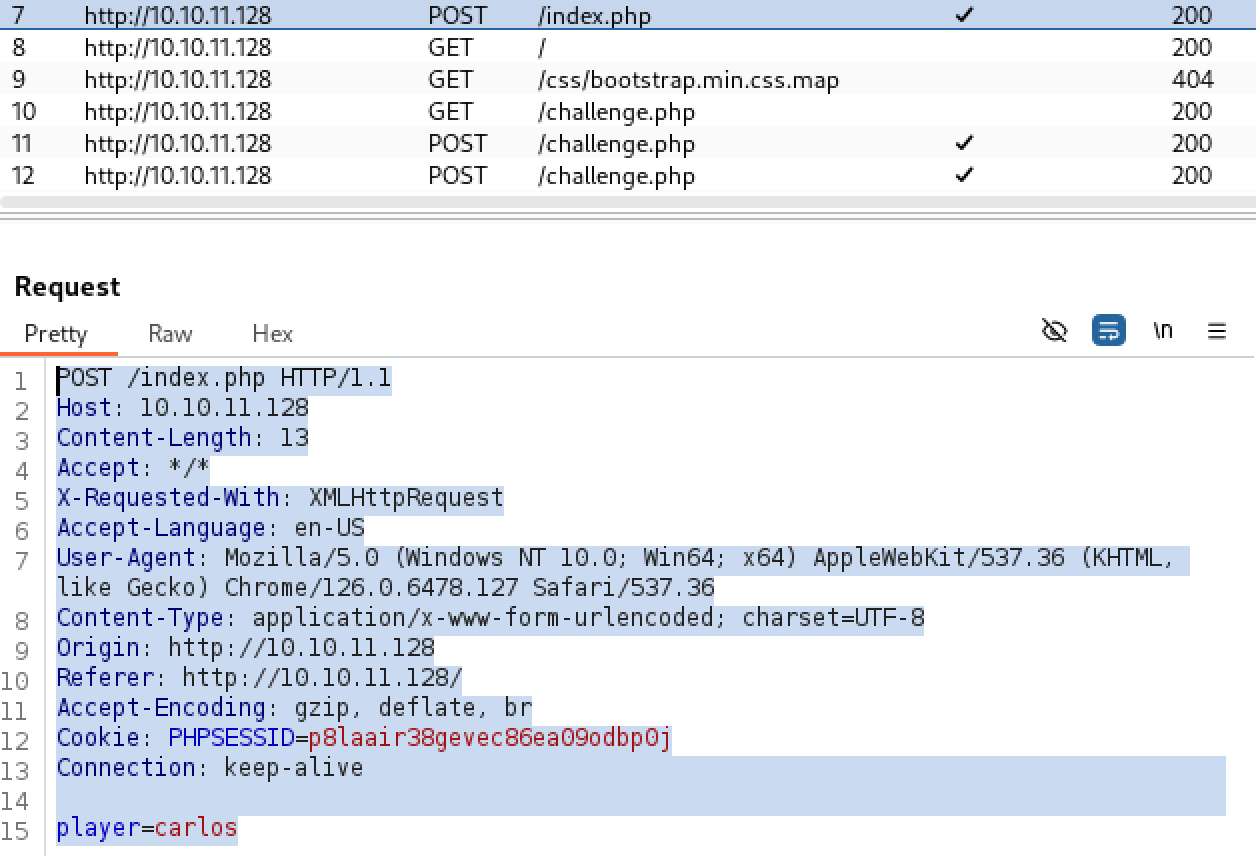 7 http://10.10.11.128 POST /index.php ✓ 200
8 http://10.10.11.128 GET / 200
9 http://10.10.11.128 GET /css/bootstrap.min.css.map 404
10 http://10.10.11.128 GET /challenge.php 200
11 http://10.10.11.128 POST /challenge.php ✓ 200
12 http://10.10.11.128 POST /challenge.php ✓ 200
Request
Pretty Raw Hex \n
1 POST /index.php HTTP/1.1
2 Host: 10.10.11.128
3 Content-Length: 13
4 Accept: */*
5 X-Requested-With: XMLHttpRequest
6 Accept-Language: en-US
7 User-Agent: Mozilla/5.0 (Windows NT 10.0; Win64; x64) AppleWebKit/537.36 (KHTML,
like Gecko) Chrome/126.0.6478.127 Safari/537.36
8 Content-Type: application/x-www-form-urlencoded; charset=UTF-8
9 Origin: http://10.10.11.128
10 Referer: http://10.10.11.128/
11 Accept-Encoding: gzip, deflate, br
12 Cookie: PHPSESSID=p8laair38gevec86ea09odbp0j
13 Connection: keep-alive
14
15 player=carlos